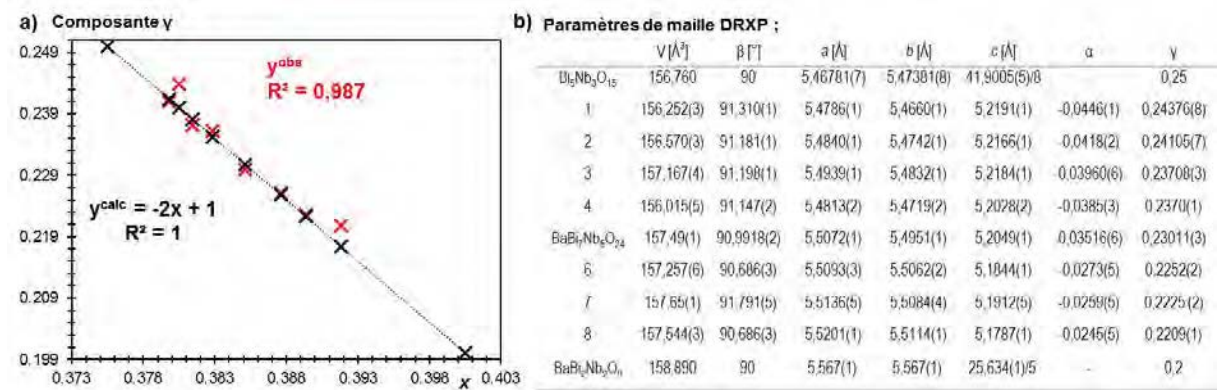 a) Composante γ
0.249
0.239
0.229
0.219
0.209
0.199
0.373 0.378 0.383 0.388 0.393 0.398 0.403
x
y^obs
R² = 0,987
y^calc = -2x + 1
R² = 1
b) Paramètres de maille DRXP ;
V [Å³] β [°] a [Å] b [Å] c [Å] α γ
Bi₅Nb₃O₁₅ 156,760 90 5,46781(7) 5,47381(8) 41,9005(5)/8 0,25
1 156,252(3) 91,310(1) 5,4786(1) 5,4660(1) 5,2191(1) -0,0446(1) 0,24376(8)
2 156,570(3) 91,181(1) 5,4840(1) 5,4742(1) 5,2166(1) -0,0418(2) 0,24105(7)
3 157,167(4) 91,198(1) 5,4939(1) 5,4832(1) 5,2184(1) -0,03960(6) 0,23708(3)
4 156,015(5) 91,147(2) 5,4813(2) 5,4719(2) 5,2028(2) -0,0385(3) 0,2370(1)
157,49(1) 90,9918(2) 5,5072(1) 5,4951(1) 5,2049(1) -0,03516(6) 0,23011(3)
6 157,257(6) 90,686(3) 5,5093(3) 5,5062(2) 5,1844(1) -0,0273(5) 0,2252(2)
7 157,65(1) 91,791(5) 5,5136(5) 5,5084(4) 5,1912(5) -0,0259(5) 0,2225(2)
8 157,544(3) 90,686(3) 5,5201(1) 5,5114(1) 5,1787(1) -0,0245(5) 0,2209(1)
158,890 90 5,567(1) 5,567(1) 25,634(1)/5 - 0,2